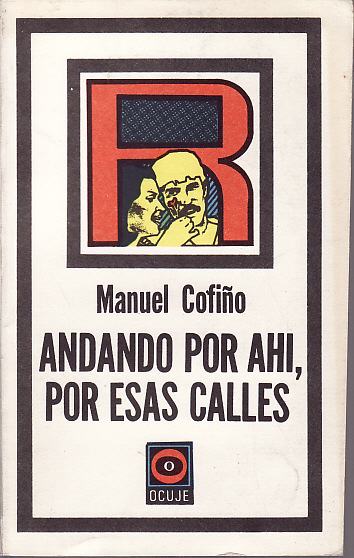 R
Manuel Cofiño
ANDANDO POR AHI,
POR ESAS CALLES
O
OCUJE